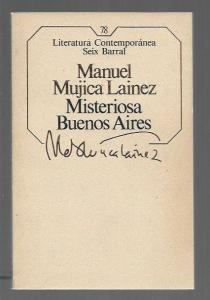 78
Literatura Contemporánea
Seix Barral
Manuel
Mujica Lainez
Misteriosa
Buenos Aires